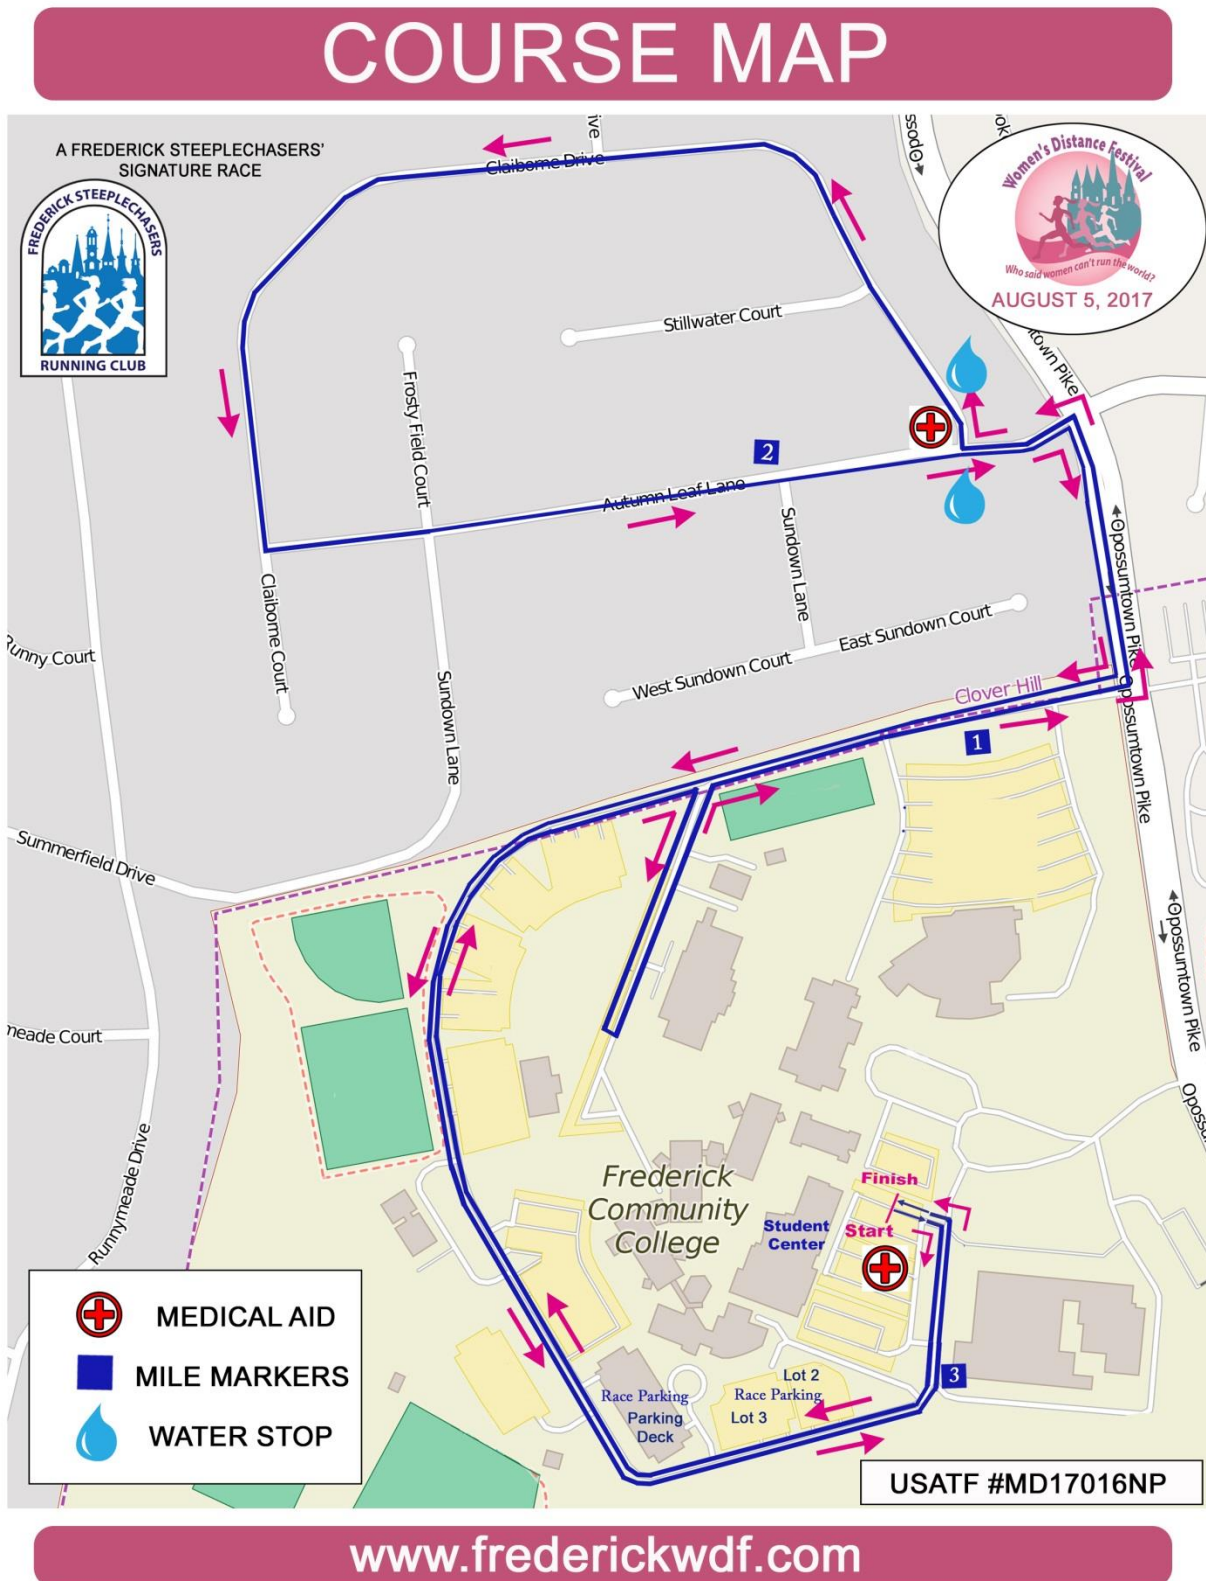 COURSE MAP
A FREDERICK STEEPLECHASERS'
SIGNATURE RACE
FREDERICK STEEPLECHASERS
RUNNING CLUB
Women's Distance Festival
Who said women can't run the world?
AUGUST 5, 2017
Claiborne Drive
Stillwater Court
Frosty Field Court
2
Autumn Leaf Lane
Sundown Lane
Opossumtown Pike
Claiborne Court
East Sundown Court
West Sundown Court
Sundown Lane
Clover Hill
1
Opossumtown Pike
Summerfield Drive
Opossumtown Pike
Runnymeade Drive
Frederick
Community
College
Student
Center
Finish
Start
3
Lot 2
Race Parking
Lot 3
Race Parking
Parking
Deck
MEDICAL AID
MILE MARKERS
WATER STOP
USATF #MD17016NP
www.frederickwdf.com